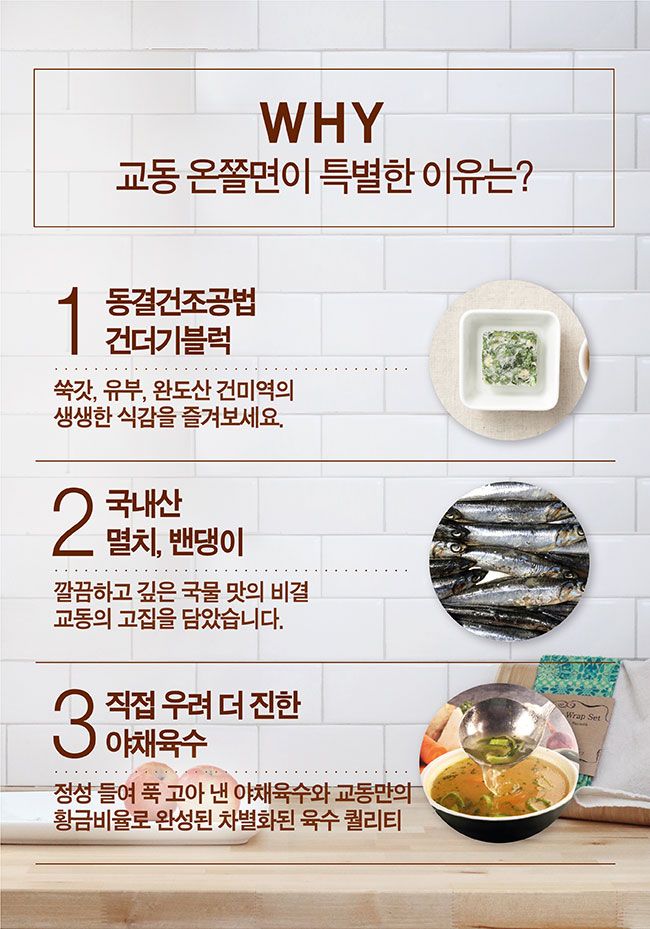 WHY
교동 온쫄면이 특별한 이유는?
1
동결건조공법
건더기블럭
쑥갓, 유부, 완도산 건미역의
생생한 식감을 즐겨보세요.
2
국내산
멸치, 밴댕이
깔끔하고 깊은 국물 맛의 비결
교동의 고집을 담았습니다.
3
직접 우려 더 진한
야채육수
정성 들여 푹 고아 낸 야채육수와 교동만의
황금비율로 완성된 차별화된 육수 퀄리티
Wrap Set